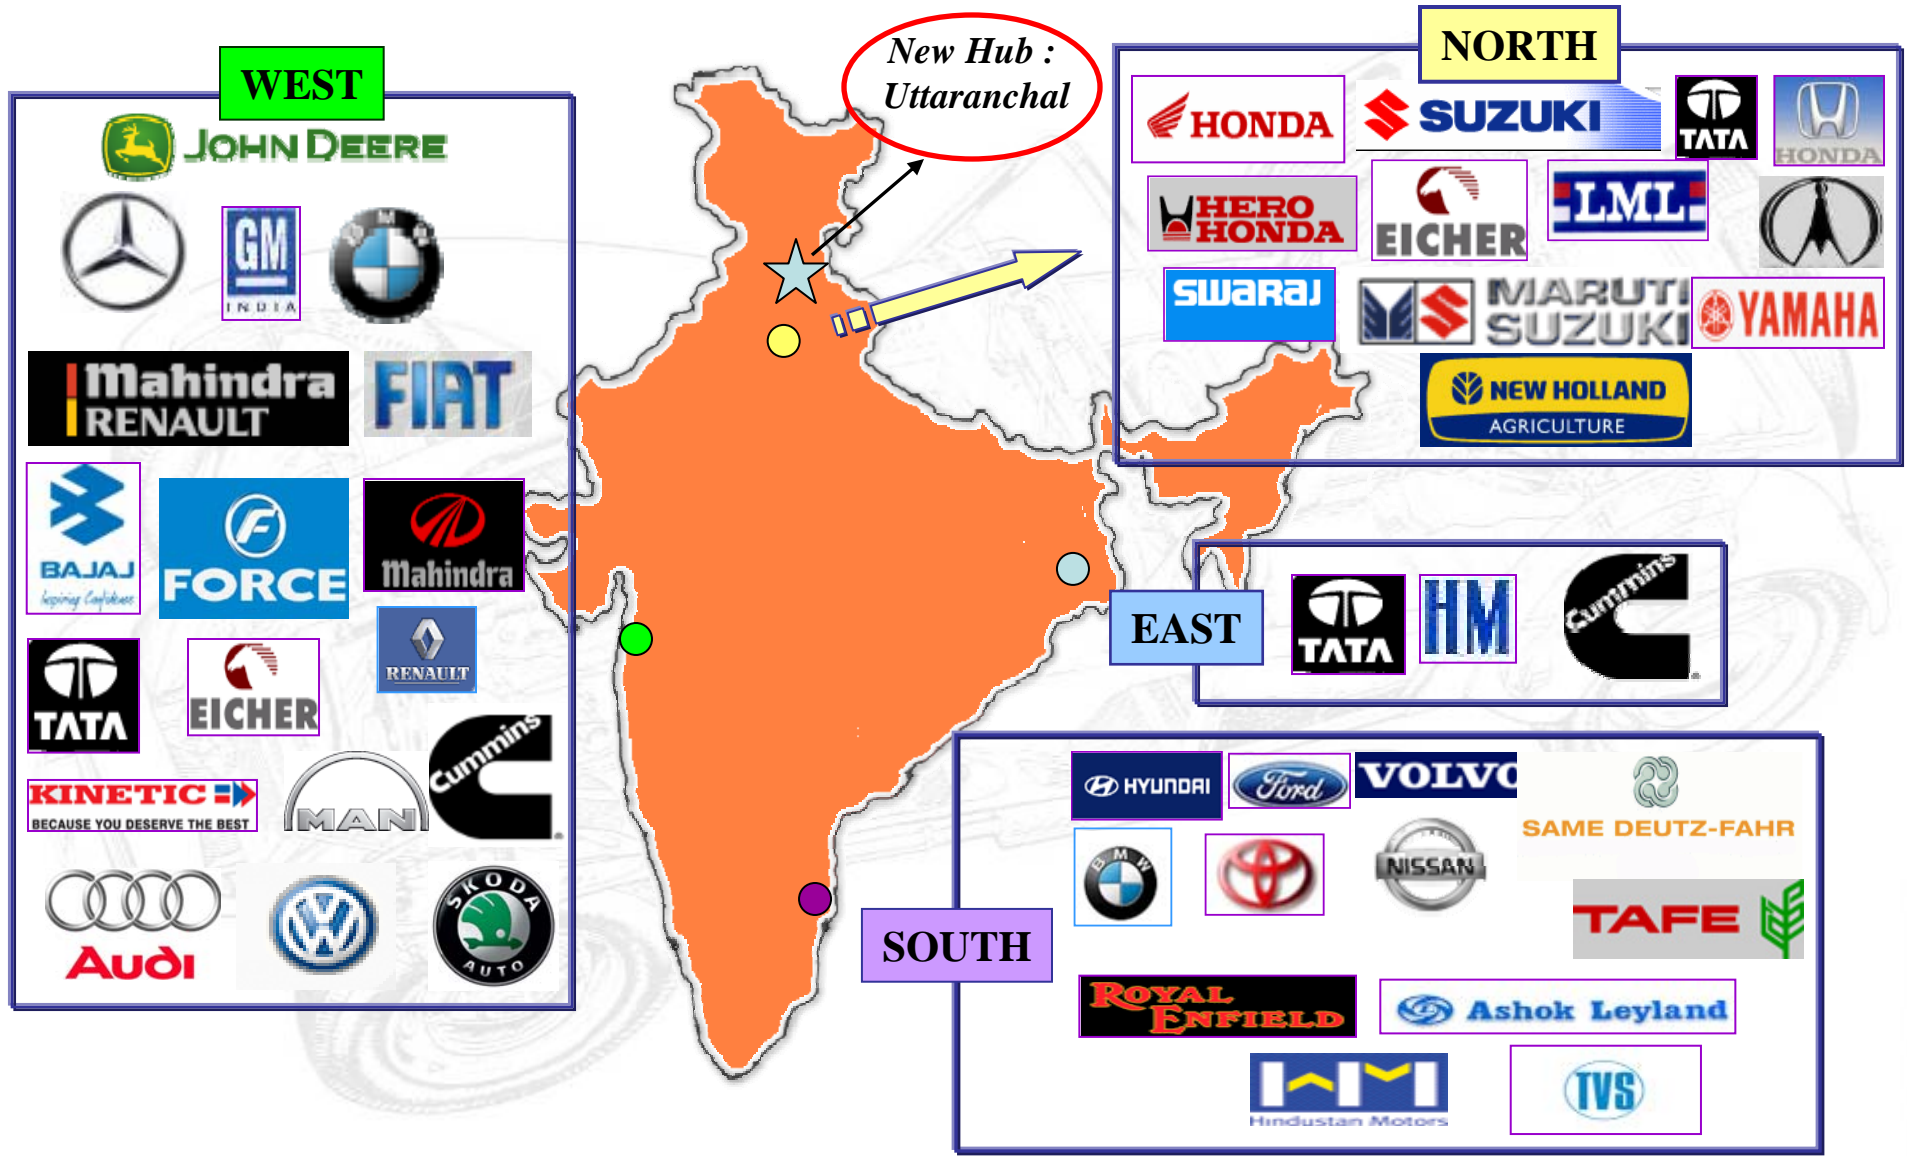 New Hub :
Uttaranchal
WEST
JOHN DEERE
GM
INDIA
Mahindra
RENAULT
FIAT
BAJAJ
Inspiring Confidence
FORCE
Mahindra
TATA
EICHER
RENAULT
KINETIC
BECAUSE YOU DESERVE THE BEST
MAN
Cummins
Audi
SKODA
AUTO
NORTH
HONDA
SUZUKI
TATA
HONDA
HERO
HONDA
EICHER
LML
swaraj
MARUTI
SUZUKI
YAMAHA
NEW HOLLAND
AGRICULTURE
EAST
TATA
HM
Cummins
SOUTH
HYUNDAI
Ford
VOLVO
SAME DEUTZ-FAHR
BMW
NISSAN
TAFE
ROYAL
ENFIELD
Ashok Leyland
Hindustan Motors
TVS